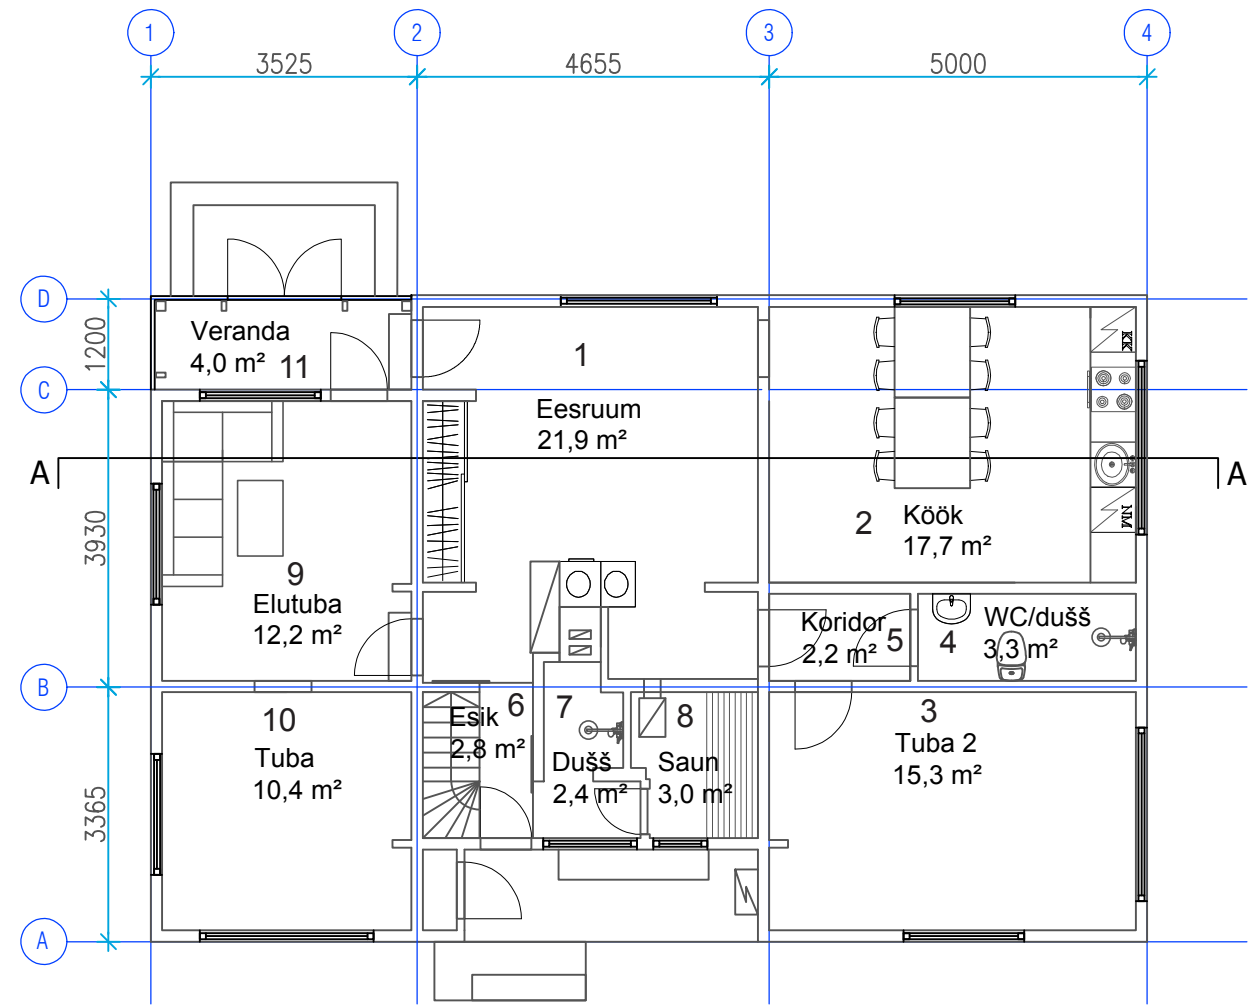 1
2
3
4
3525
4655
5000
D
C
B
A
1200
3930
3365
Veranda
4,0 m²
11
1
Eesruum
21,9 m²
KK
A
A
2
Köök
17,7 m²
NM
9
Elutuba
12,2 m²
Koridor
2,2 m²
5
4
WC/dušš
3,3 m²
10
Tuba
10,4 m²
6
Esik
2,8 m²
7
Dušš
2,4 m²
8
Saun
3,0 m²
3
Tuba 2
15,3 m²